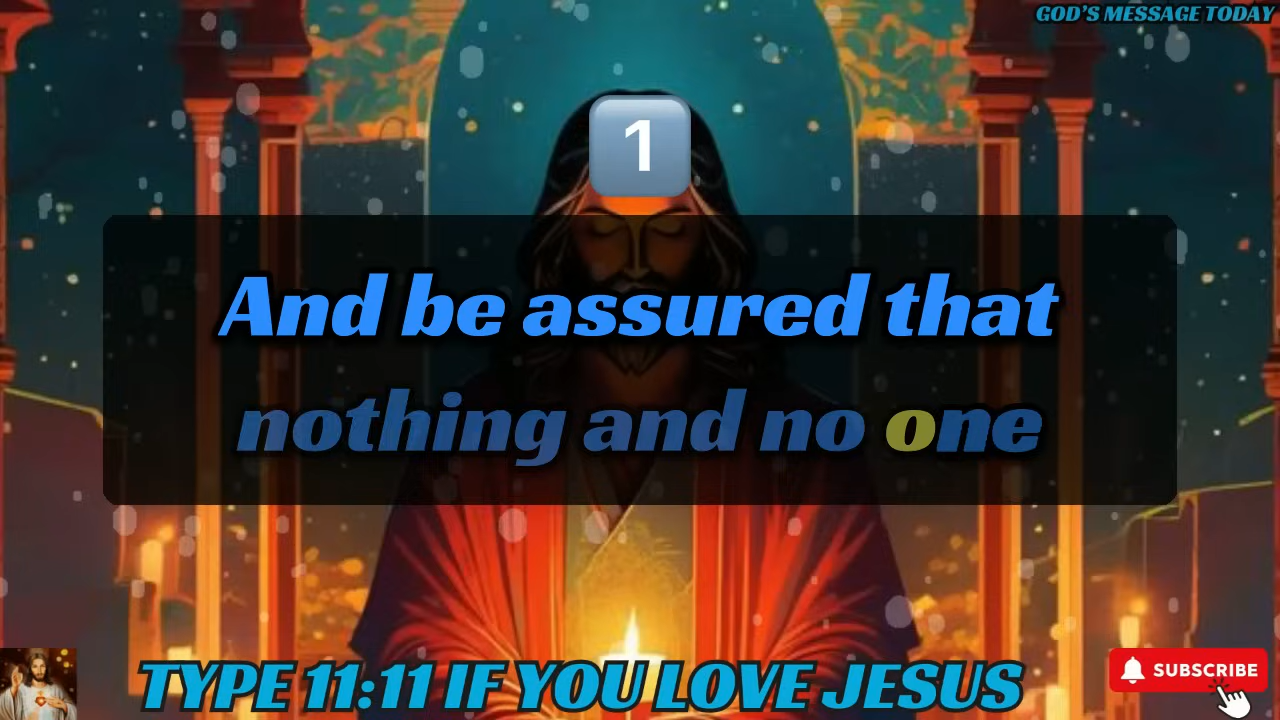 GOD'S MESSAGE TODAY
1
And be assured that
nothing and no one
TYPE 11:11 IF YOU LOVE JESUS
SUBSCRIBE